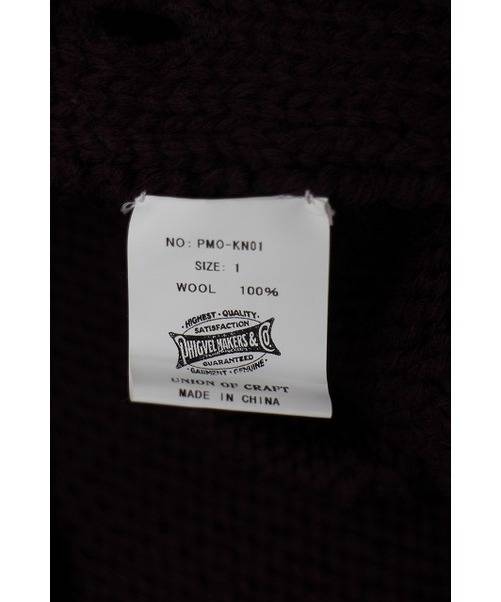 NO: PMO-KN01
SIZE: 1
WOOL 100%
HIGHEST · QUALITY
SATISFACTION
PHIGVEL MAKERS & Co
GUARANTEED
GARMENT · GENUINE
UNION OF CRAFT
MADE IN CHINA